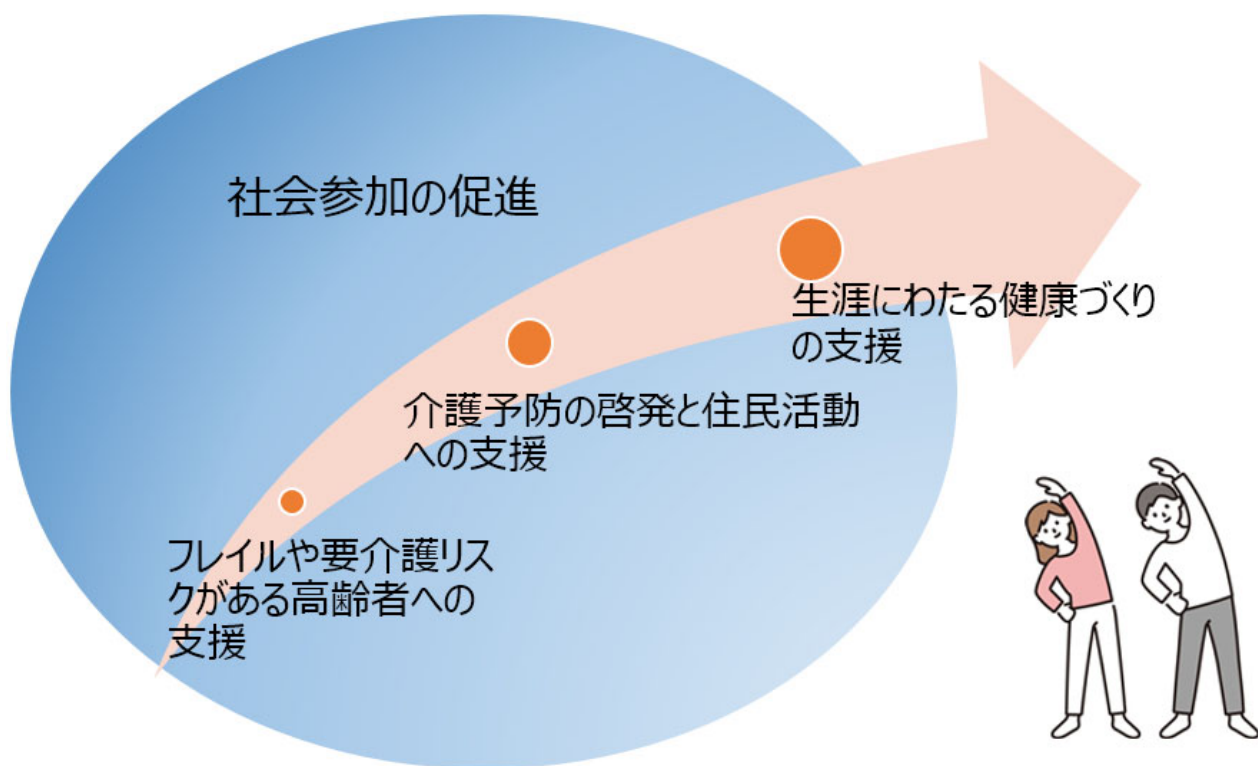 社会参加の促進
生涯にわたる健康づくり
の支援
介護予防の啓発と住民活動
への支援
フレイルや要介護リス
クがある高齢者への
支援